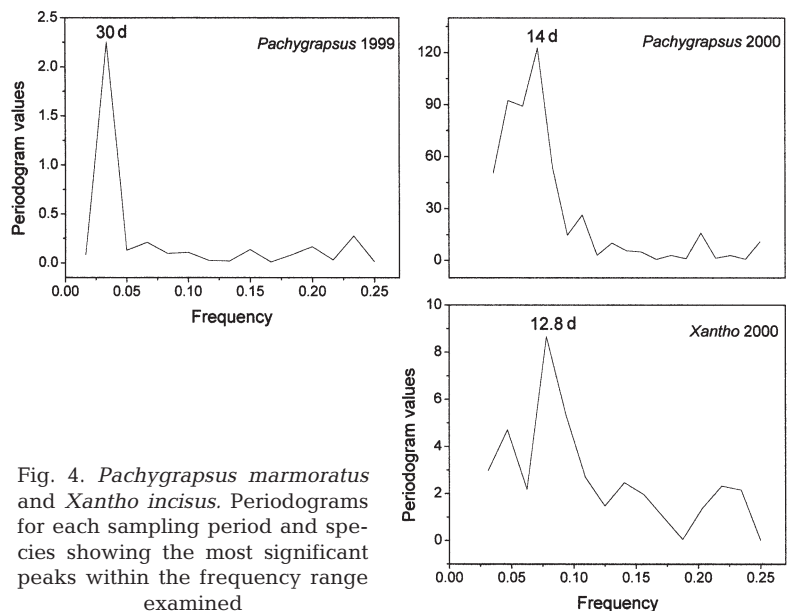 30 d
Pachygrapsus 1999
Periodogram values
2.5
2.0
1.5
1.0
0.5
0.0
0.00 0.05 0.10 0.15 0.20 0.25
Frequency
14 d
Pachygrapsus 2000
120
90
60
30
0
12.8 d
Xantho 2000
Periodogram values
10
8
6
4
2
0
0.00 0.05 0.10 0.15 0.20 0.25
Frequency
Fig. 4. Pachygrapsus marmoratus
and Xantho incisus. Periodograms
for each sampling period and spe-
cies showing the most significant
peaks within the frequency range
examined